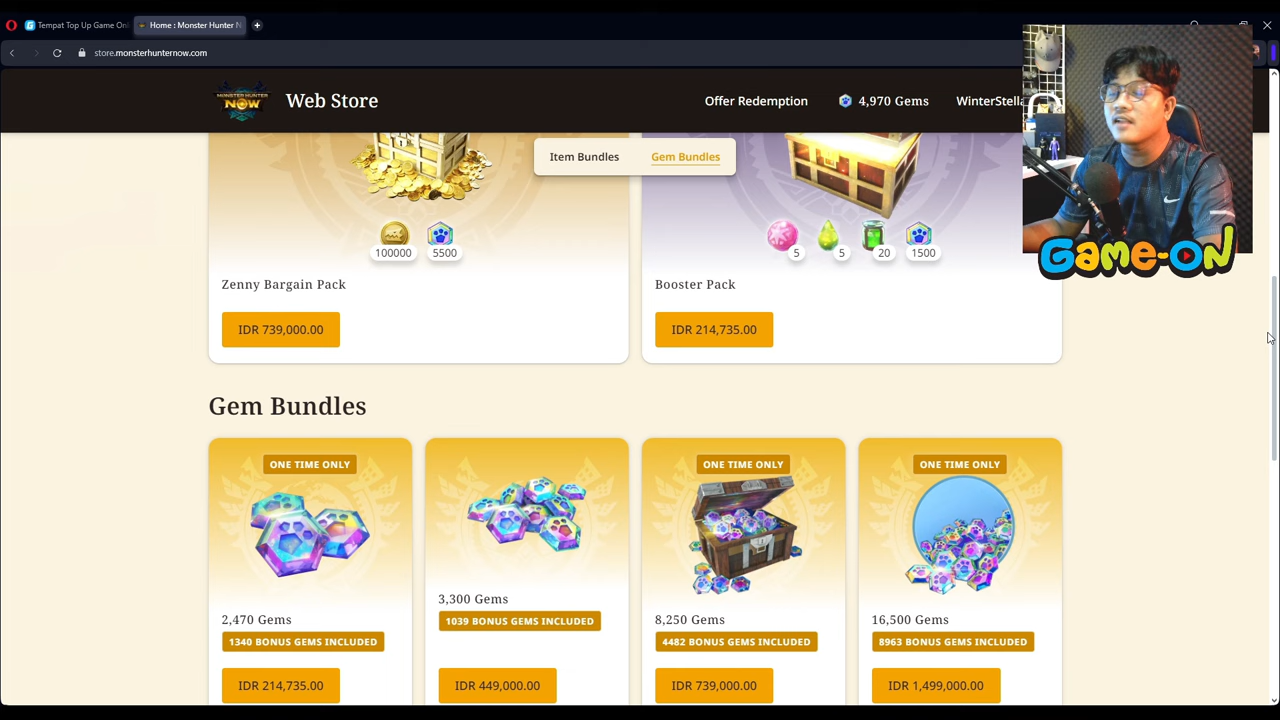 Tempat Top Up Game On
Home : Monster Hunter N
store.monsterhunternow.com
MONSTER HUNTER NOW
Web Store
Offer Redemption
4,970 Gems
WinterStella
Item Bundles
Gem Bundles
100000
5500
5
5
20
1500
Zenny Bargain Pack
Booster Pack
IDR 739,000.00
IDR 214,735.00
GAME-ON
Gem Bundles
ONE TIME ONLY
ONE TIME ONLY
ONE TIME ONLY
2,470 Gems
1340 BONUS GEMS INCLUDED
IDR 214,735.00
3,300 Gems
1039 BONUS GEMS INCLUDED
IDR 449,000.00
8,250 Gems
4482 BONUS GEMS INCLUDED
IDR 739,000.00
16,500 Gems
8963 BONUS GEMS INCLUDED
IDR 1,499,000.00